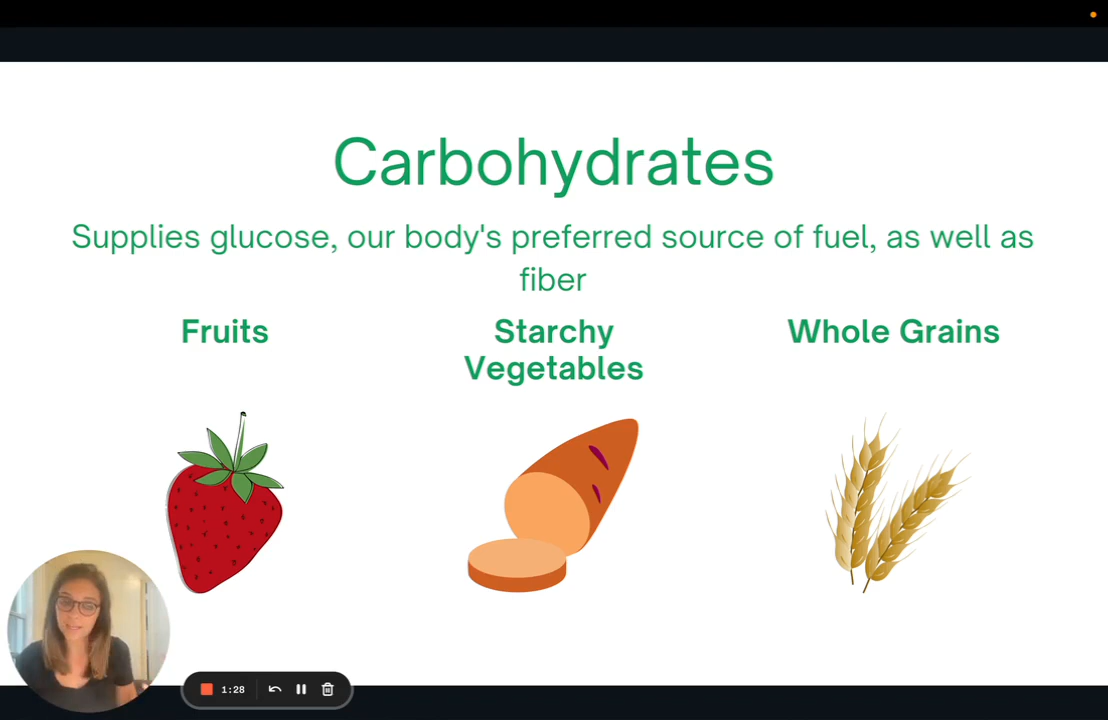 Carbohydrates
Supplies glucose, our body's preferred source of fuel, as well as
fiber
Fruits
Starchy
Vegetables
Whole Grains
1:28